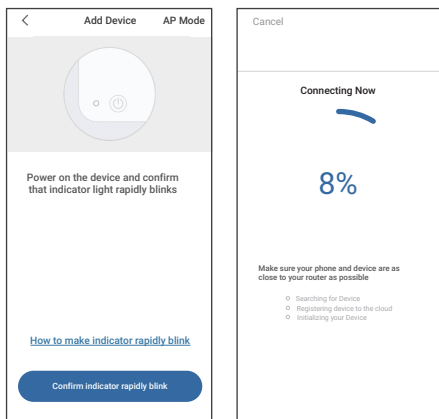 Add Device AP Mode
Power on the device and confirm
that indicator light rapidly blinks
How to make indicator rapidly blink
Confirm indicator rapidly blink
Cancel
Connecting Now
8%
Make sure your phone and device are as
close to your router as possible
Searching for Device
Registering device to the cloud
Initializing your Device